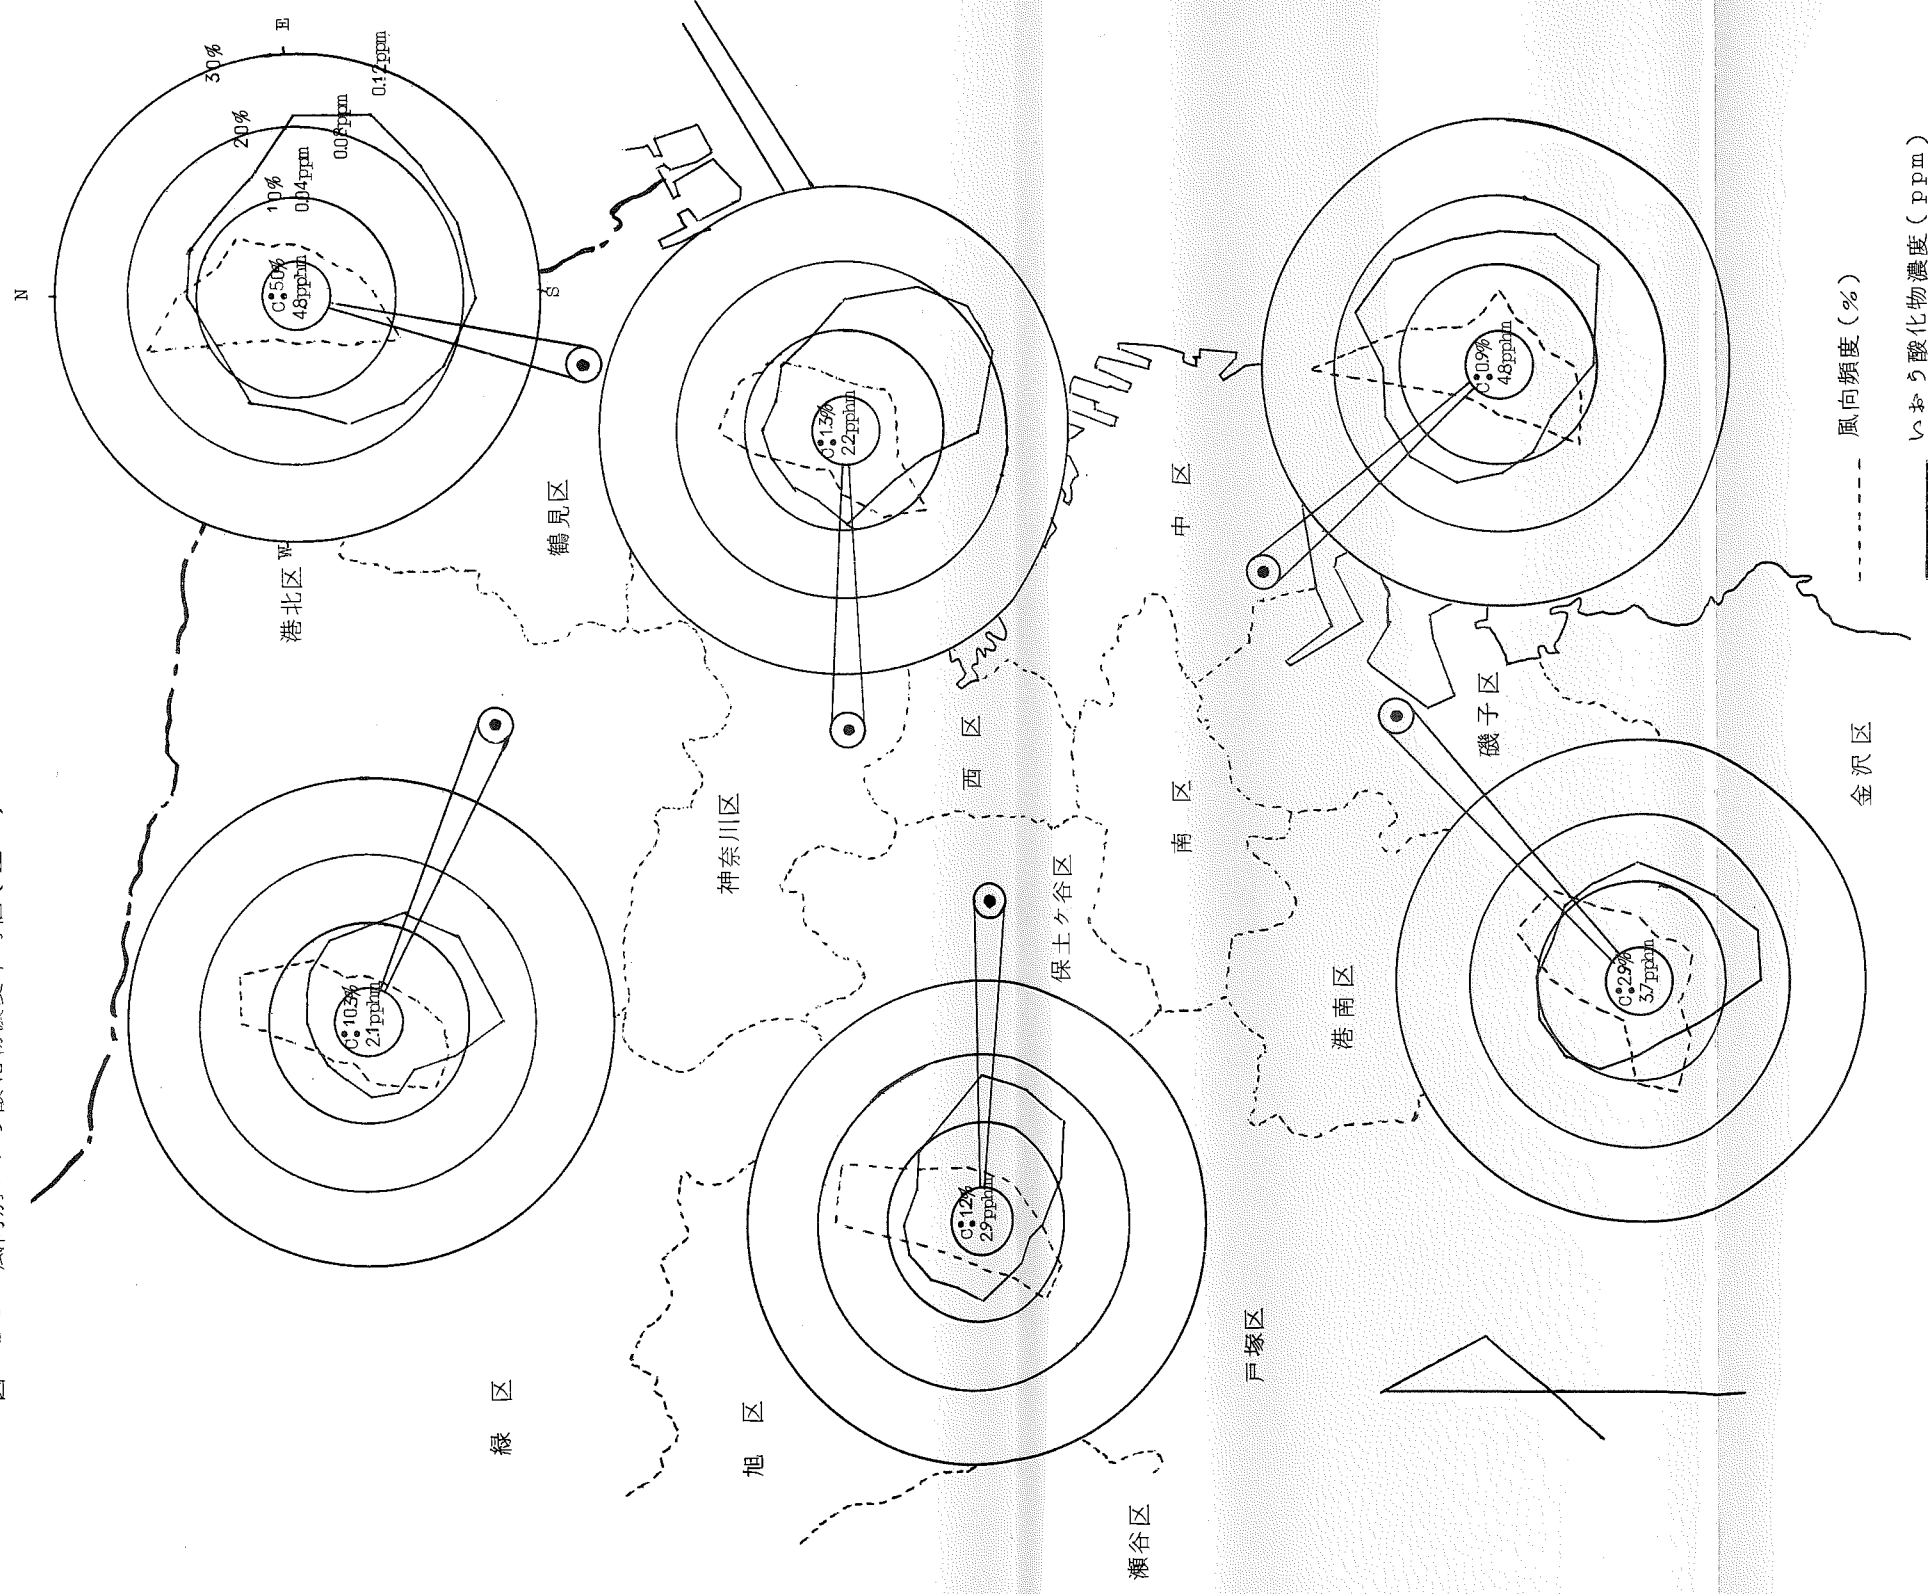 N
E
S
W
30%
20%
10%
0.12ppm
0.08ppm
0.04ppm
C:5.0%
4.8pphm
港北区
鶴見区
C:1.3%
2.2pphm
C:10.3%
2.1pphm
神奈川区
西区
中区
C:0.9%
4.8pphm
保土ケ谷区
南区
磯子区
C:1.2%
2.9pphm
港南区
C:2.9%
3.7pphm
金沢区
緑区
旭区
瀬谷区
戸塚区
風向頻度(%)
いおう酸化物濃度(ppm)